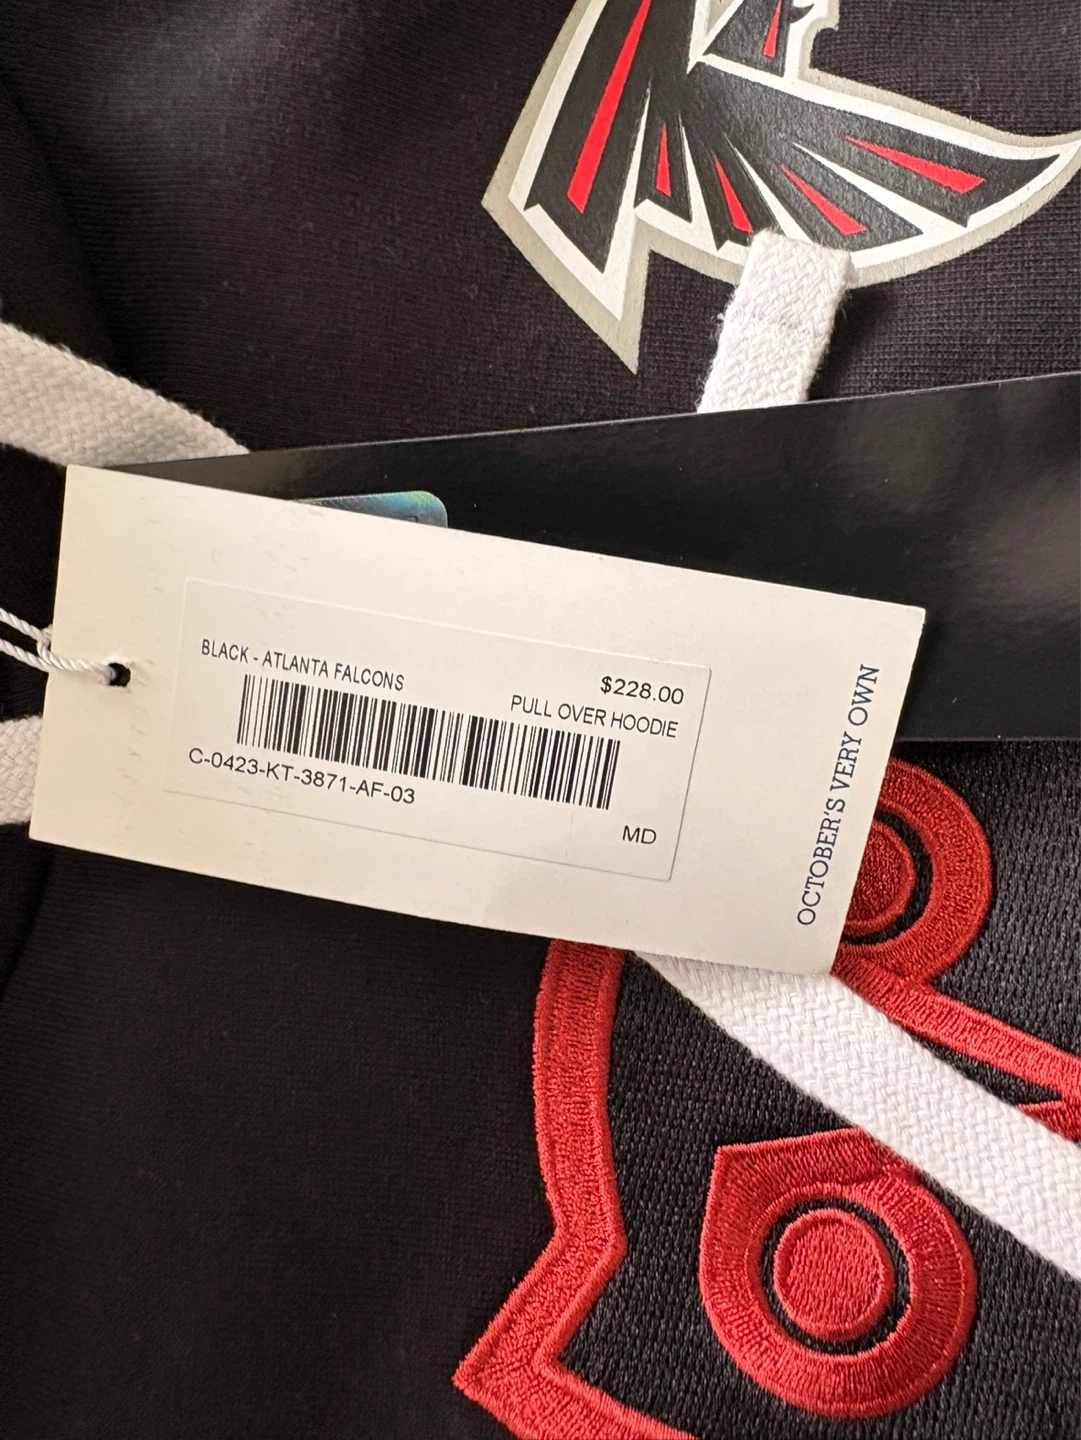 BLACK - ATLANTA FALCONS
$228.00
PULL OVER HOODIE
C-0423-KT-3871-AF-03
MD
OCTOBER'S VERY OWN